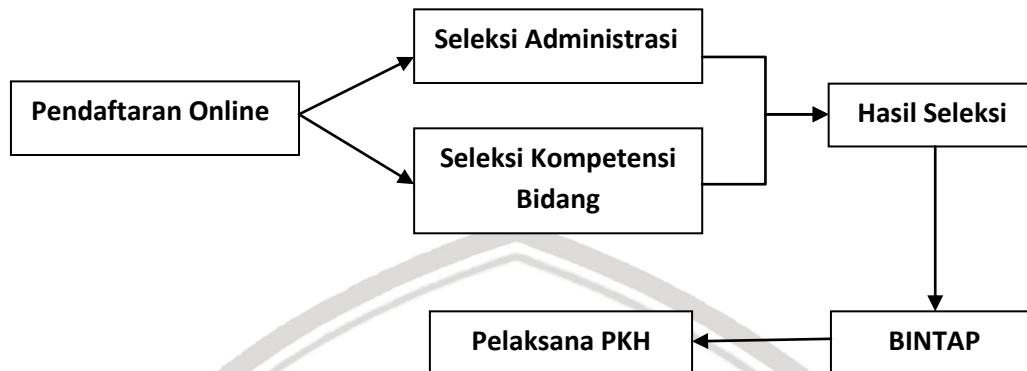 Pendaftaran Online
Seleksi Administrasi
Seleksi Kompetensi
Bidang
Hasil Seleksi
BINTAP
Pelaksana PKH